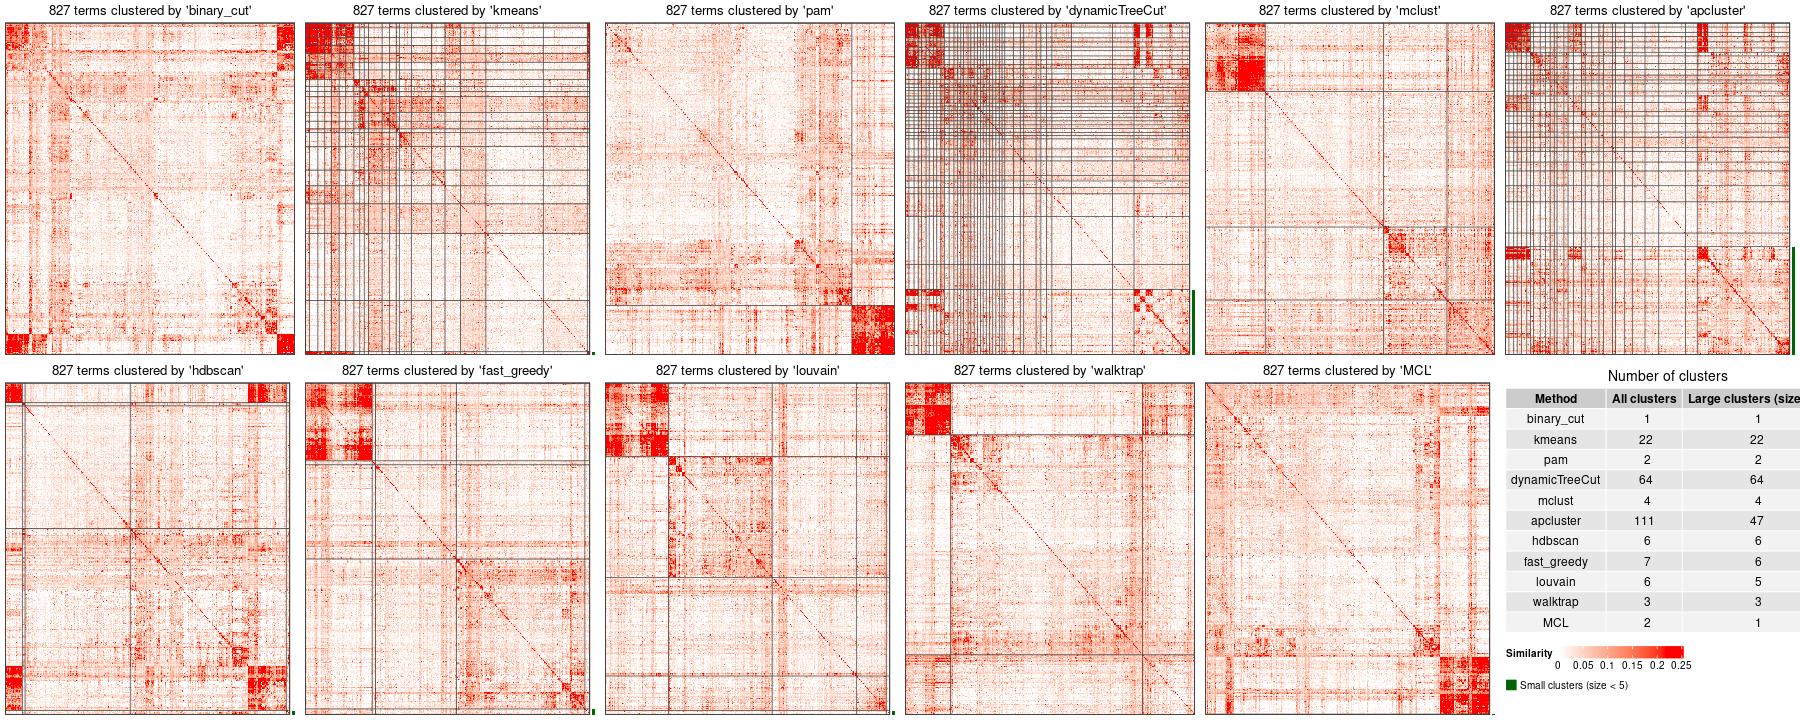 827 terms clustered by 'binary_cut'
827 terms clustered by 'kmeans'
827 terms clustered by 'pam'
827 terms clustered by 'dynamicTreeCut'
827 terms clustered by 'mclust'
827 terms clustered by 'apcluster'
827 terms clustered by 'hdbscan'
827 terms clustered by 'fast_greedy'
827 terms clustered by 'louvain'
827 terms clustered by 'walktrap'
827 terms clustered by 'MCL'
Number of clusters
Method All clusters Large clusters (size
binary_cut 1 1
kmeans 22 22
pam 2 2
dynamicTreeCut 64 64
mclust 4 4
apcluster 111 47
hdbscan 6 6
fast_greedy 7 6
louvain 6 5
walktrap 3 3
MCL 2 1
Similarity
0 0.05 0.1 0.15 0.2 0.25
Small clusters (size < 5)